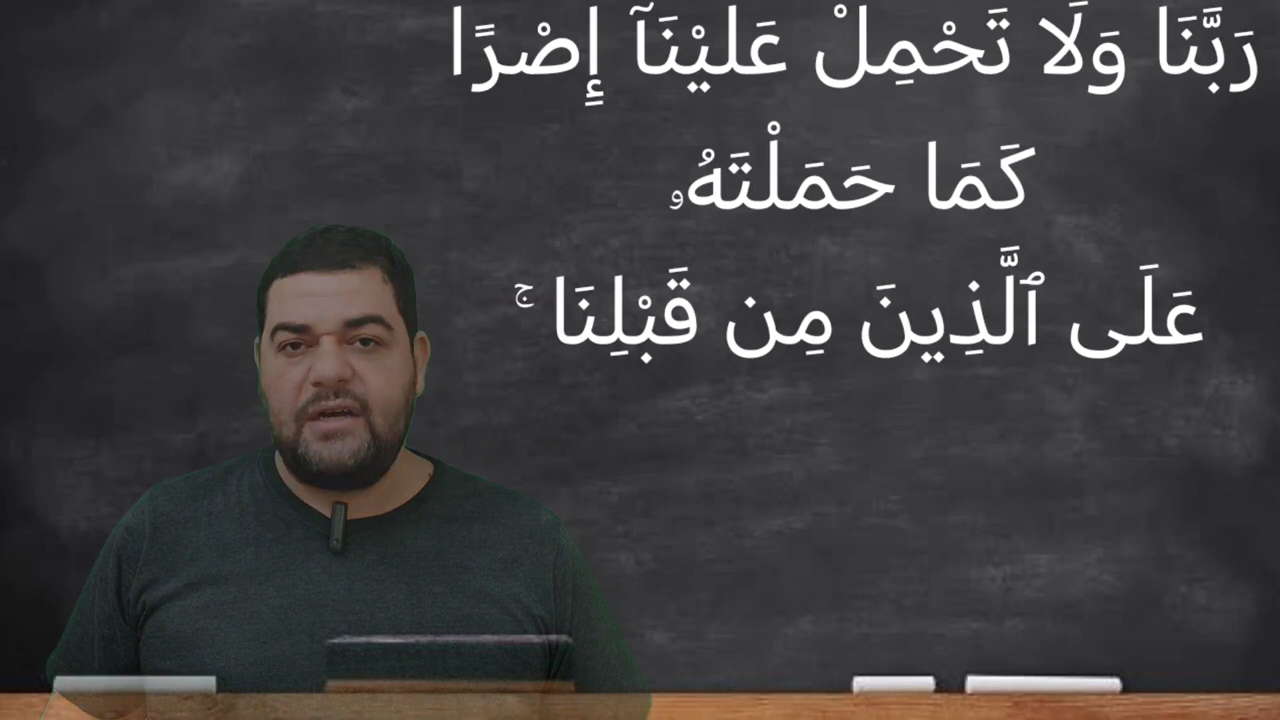 رَبَّنَا وَلَا تَحْمِلْ عَلَيْنَآ إِصْرًا
كَمَا حَمَلْتَهُۥ
عَلَى ٱلَّذِينَ مِن قَبْلِنَا ۚ